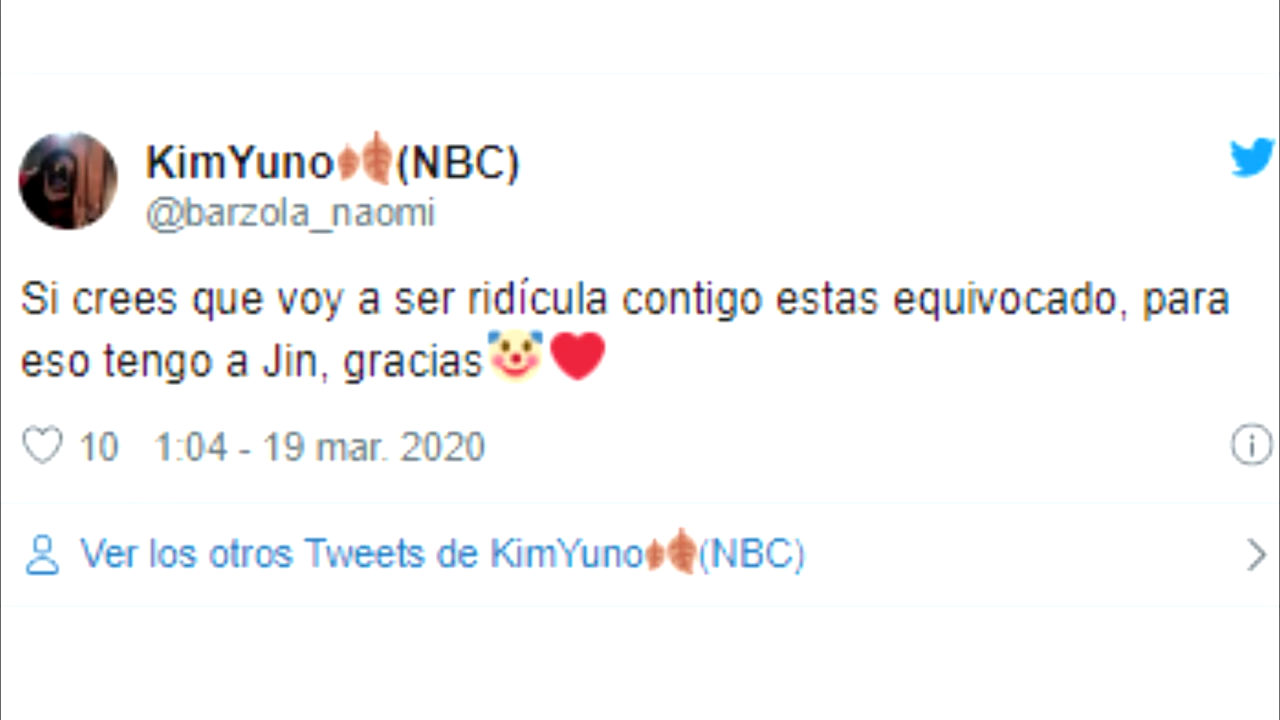 KimYuno🍂(NBC)
@barzola_naomi
Si crees que voy a ser ridícula contigo estas equivocado, para
eso tengo a Jin, gracias🤡❤️
10 1:04 - 19 mar. 2020
Ver los otros Tweets de KimYuno🍂(NBC)